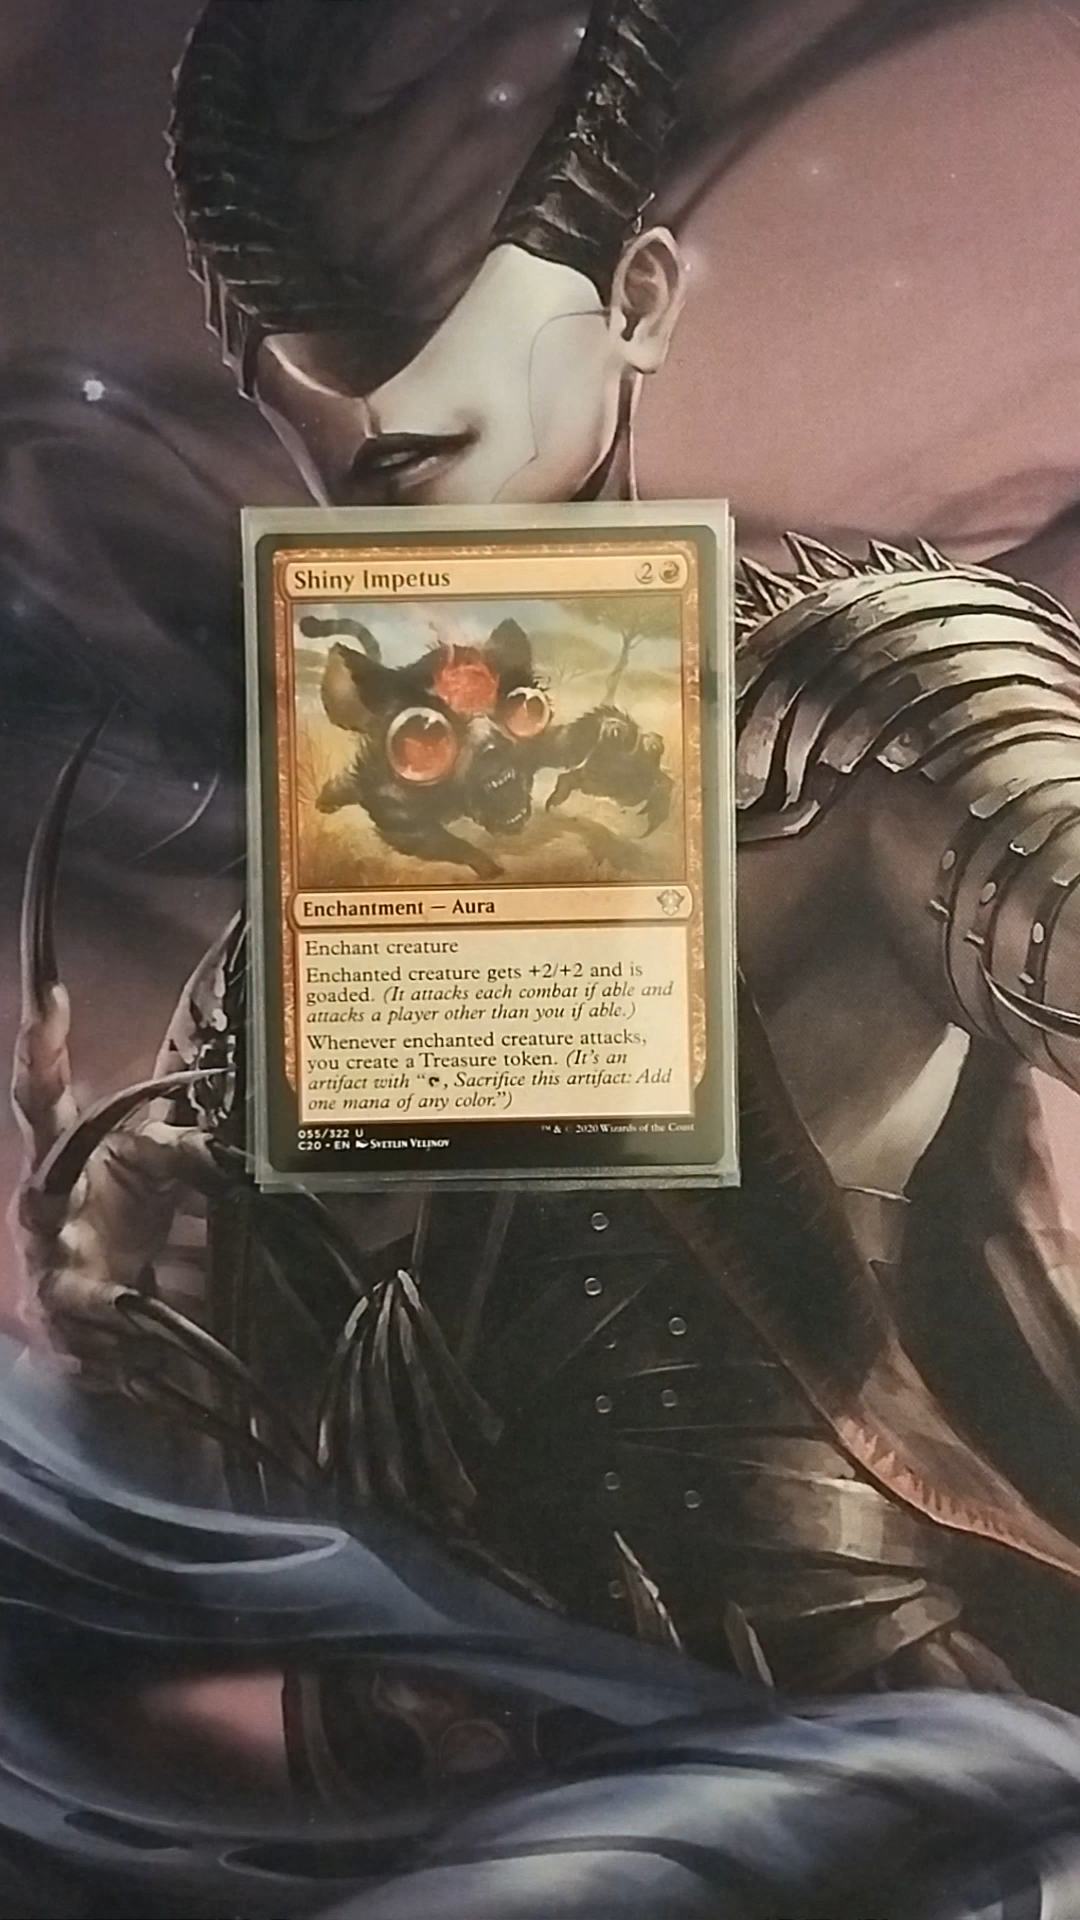 Shiny Impetus 2
Enchantment — Aura
Enchant creature
Enchanted creature gets +2/+2 and is
goaded. (It attacks each combat if able and
attacks a player other than you if able.)
Whenever enchanted creature attacks,
you create a Treasure token. (It's an
artifact with “, Sacrifice this artifact: Add
one mana of any color.”)
055/322 U
C20 • EN Svetlin Velinov
™ & © 2020 Wizards of the Coast